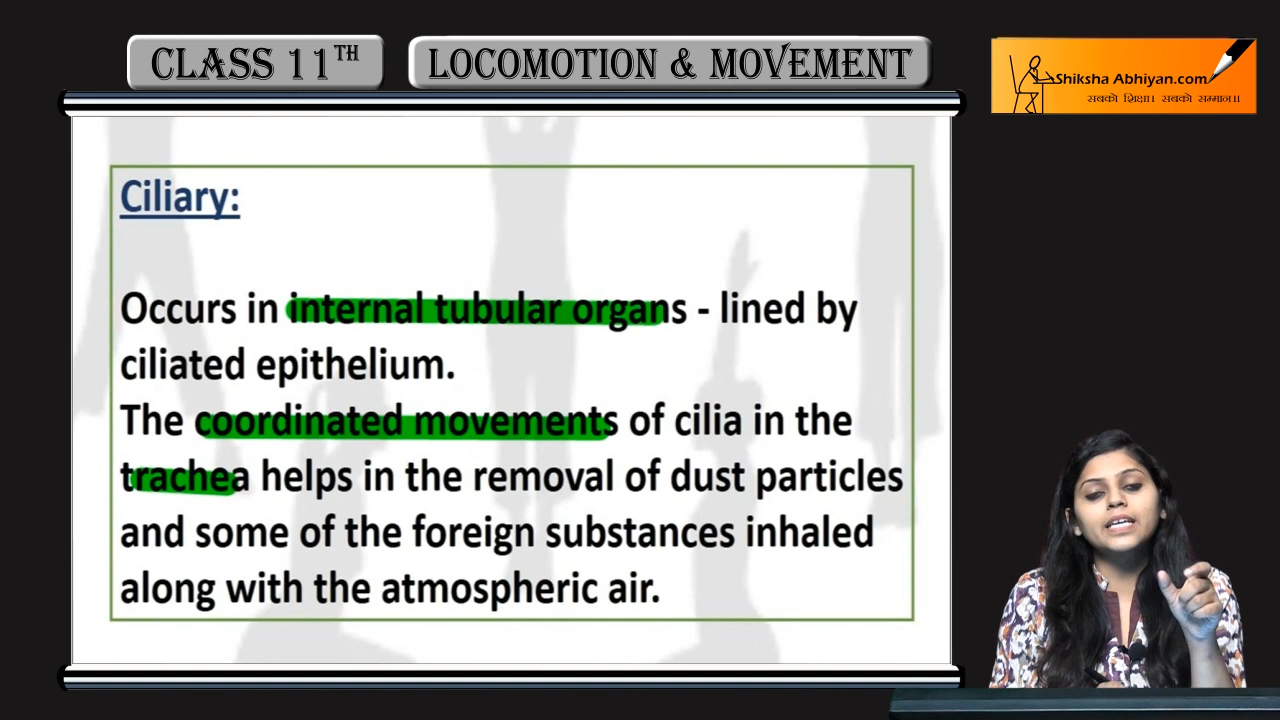 CLASS 11TH
LOCOMOTION & MOVEMENT
Shiksha Abhiyan.com
सबको शिक्षा। सबको सम्मान॥
Ciliary:
Occurs in internal tubular organs - lined by
ciliated epithelium.
The coordinated movements of cilia in the
trachea helps in the removal of dust particles
and some of the foreign substances inhaled
along with the atmospheric air.